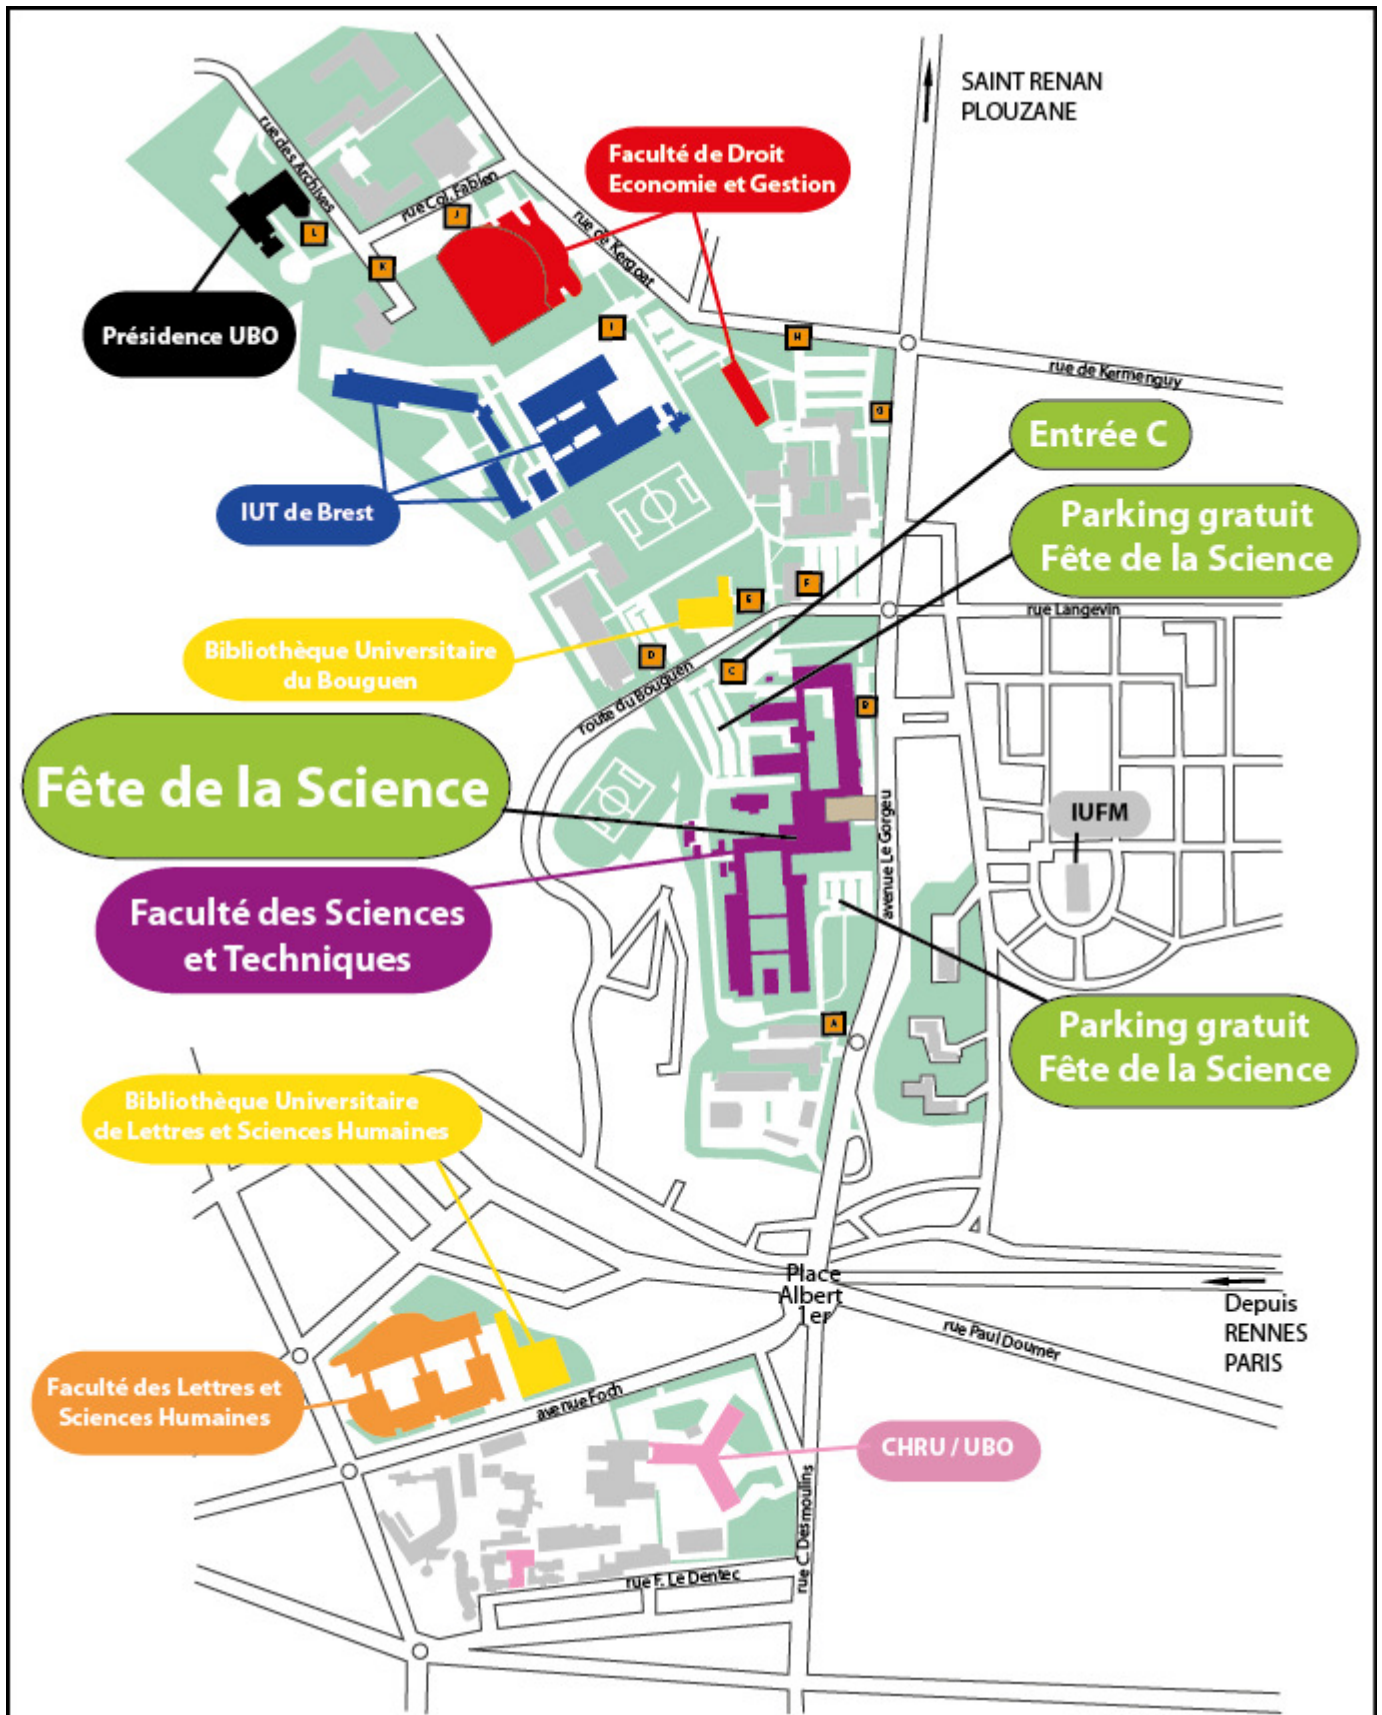 SAINT RENAN
PLOUZANE
rue des Archives
Faculté de Droit
Economie et Gestion
rue Col. Fabien
J
rue de Kergoat
L
K
Présidence UBO
I
H
rue de Kermenguy
G
Entrée C
IUT de Brest
Parking gratuit
Fête de la Science
F
E
rue Langevin
Bibliothèque Universitaire
du Bouguen
D
C
route du Bouguen
B
Fête de la Science
avenue Le Gorgeu
IUFM
Faculté des Sciences
et Techniques
A
Parking gratuit
Fête de la Science
Bibliothèque Universitaire
de Lettres et Sciences Humaines
Place
Albert
1er
Depuis
RENNES
PARIS
rue Paul Doumer
Faculté des Lettres et
Sciences Humaines
avenue Foch
CHRU / UBO
rue C. Desmoulins
rue F. Le Dentec